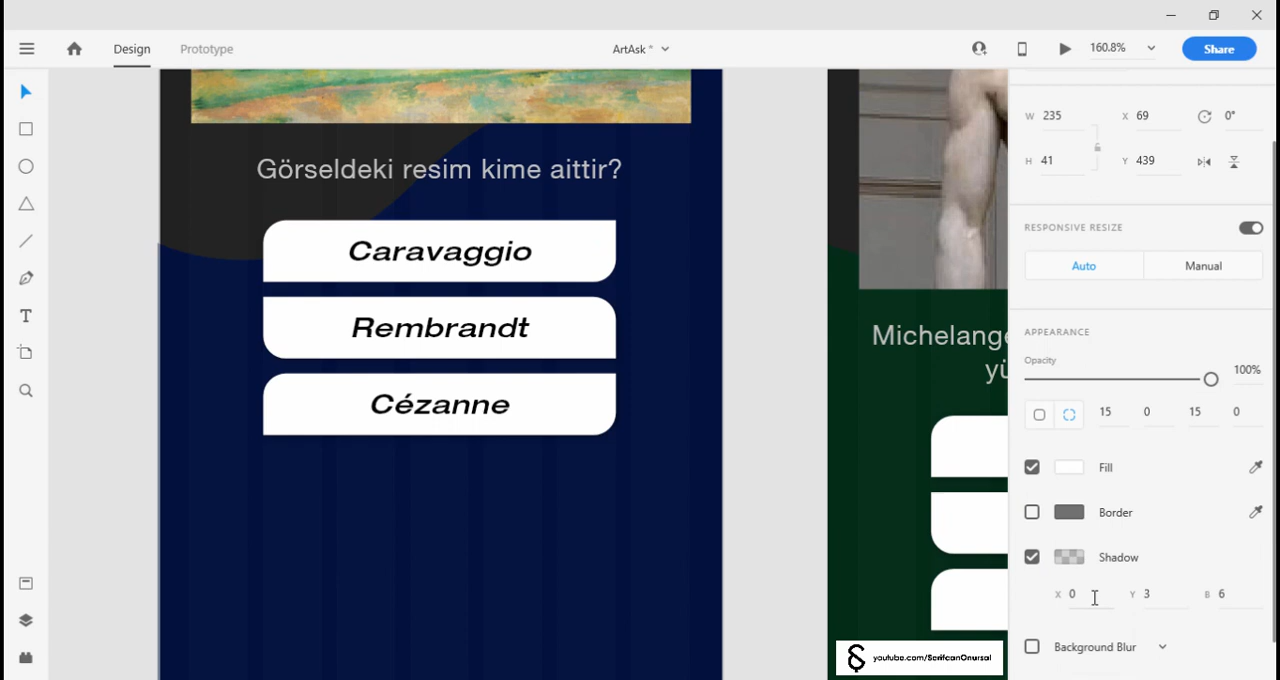 Design
Prototype
ArtAsk *
160.8%
Share
W 235
X 69
0°
H 41
Y 439
RESPONSIVE RESIZE
Auto
Manual
APPEARANCE
Opacity
100%
15 0 15 0
Fill
Border
Shadow
X 0
Y 3
B 6
Background Blur
Görseldeki resim kime aittir?
Caravaggio
Rembrandt
Cézanne
Michelange
yü
youtube.com/SerifcanOnursal
T